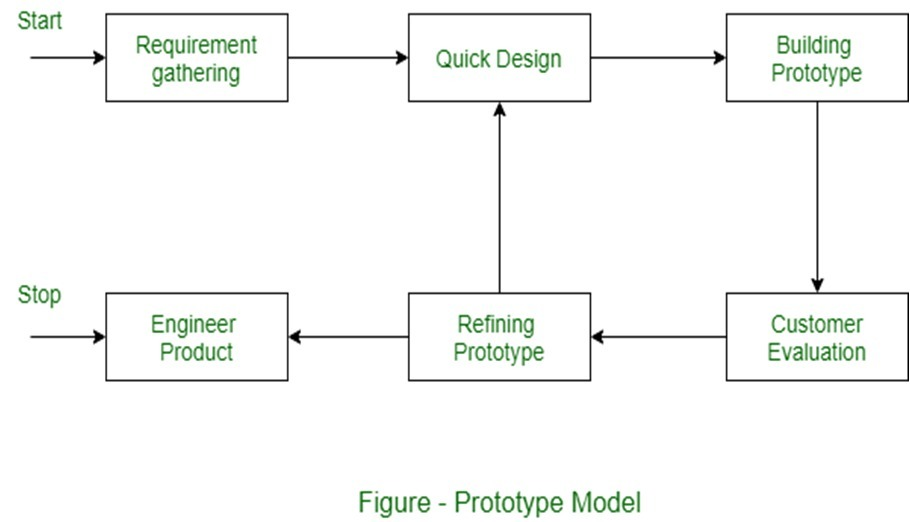 Start
Requirement
gathering
Quick Design
Building
Prototype
Stop
Engineer
Product
Refining
Prototype
Customer
Evaluation
Figure - Prototype Model